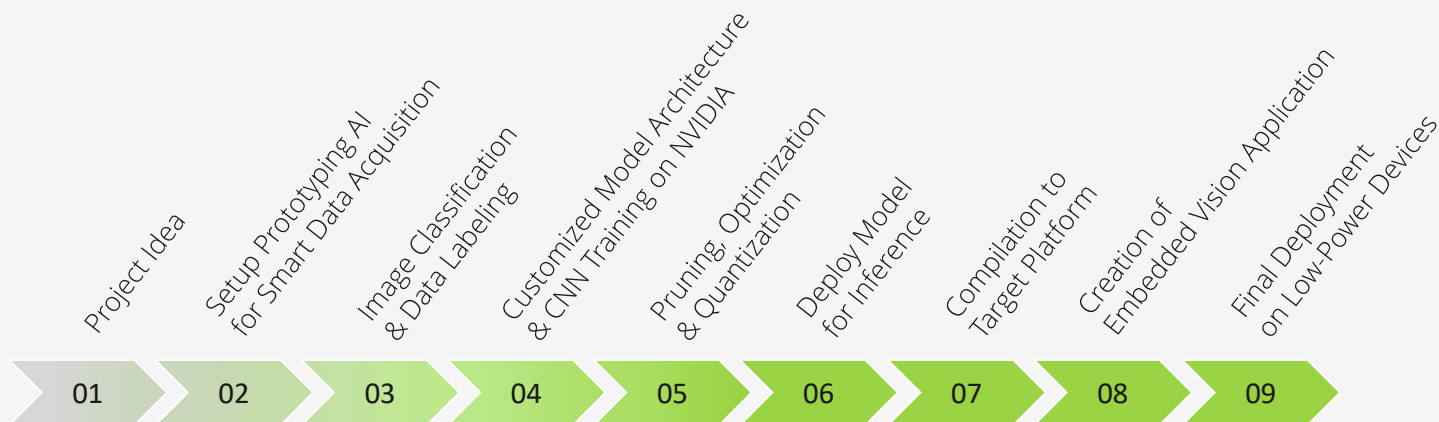 Project Idea
Setup Prototyping AI
for Smart Data Acquisition
Image Classification
& Data Labeling
Customized Model Architecture
& CNN Training on NVIDIA
Pruning, Optimization
& Quantization
Deploy Model
for Inference
Compilation to
Target Platform
Creation of
Embedded Vision Application
Final Deployment
on Low-Power Devices
01
02
03
04
05
06
07
08
09